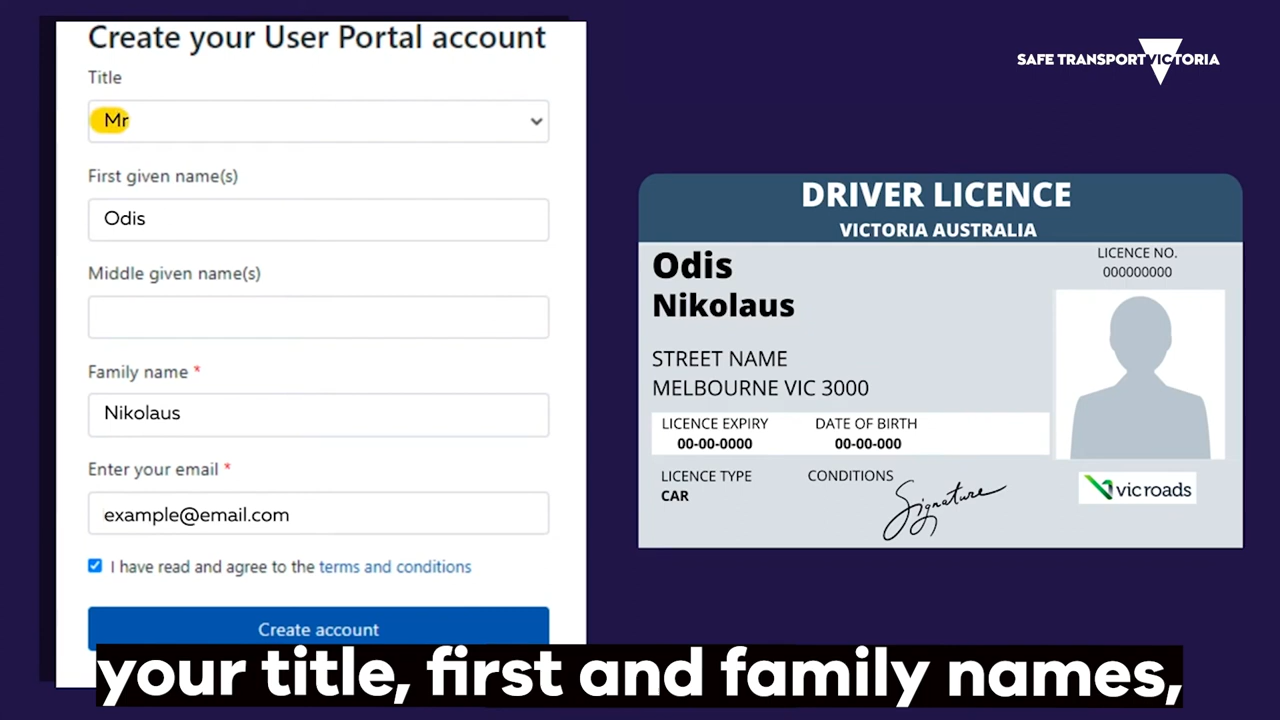 Create your User Portal account
Title
Mr
First given name(s)
Odis
Middle given name(s)
Family name *
Nikolaus
Enter your email *
example@email.com
I have read and agree to the terms and conditions
Create account
SAFE TRANSPORT VICTORIA
DRIVER LICENCE
VICTORIA AUSTRALIA
Odis
Nikolaus
LICENCE NO.
000000000
STREET NAME
MELBOURNE VIC 3000
LICENCE EXPIRY DATE OF BIRTH
00-00-0000 00-00-000
LICENCE TYPE CONDITIONS
CAR
Signature
vic roads
your title, first and family names,